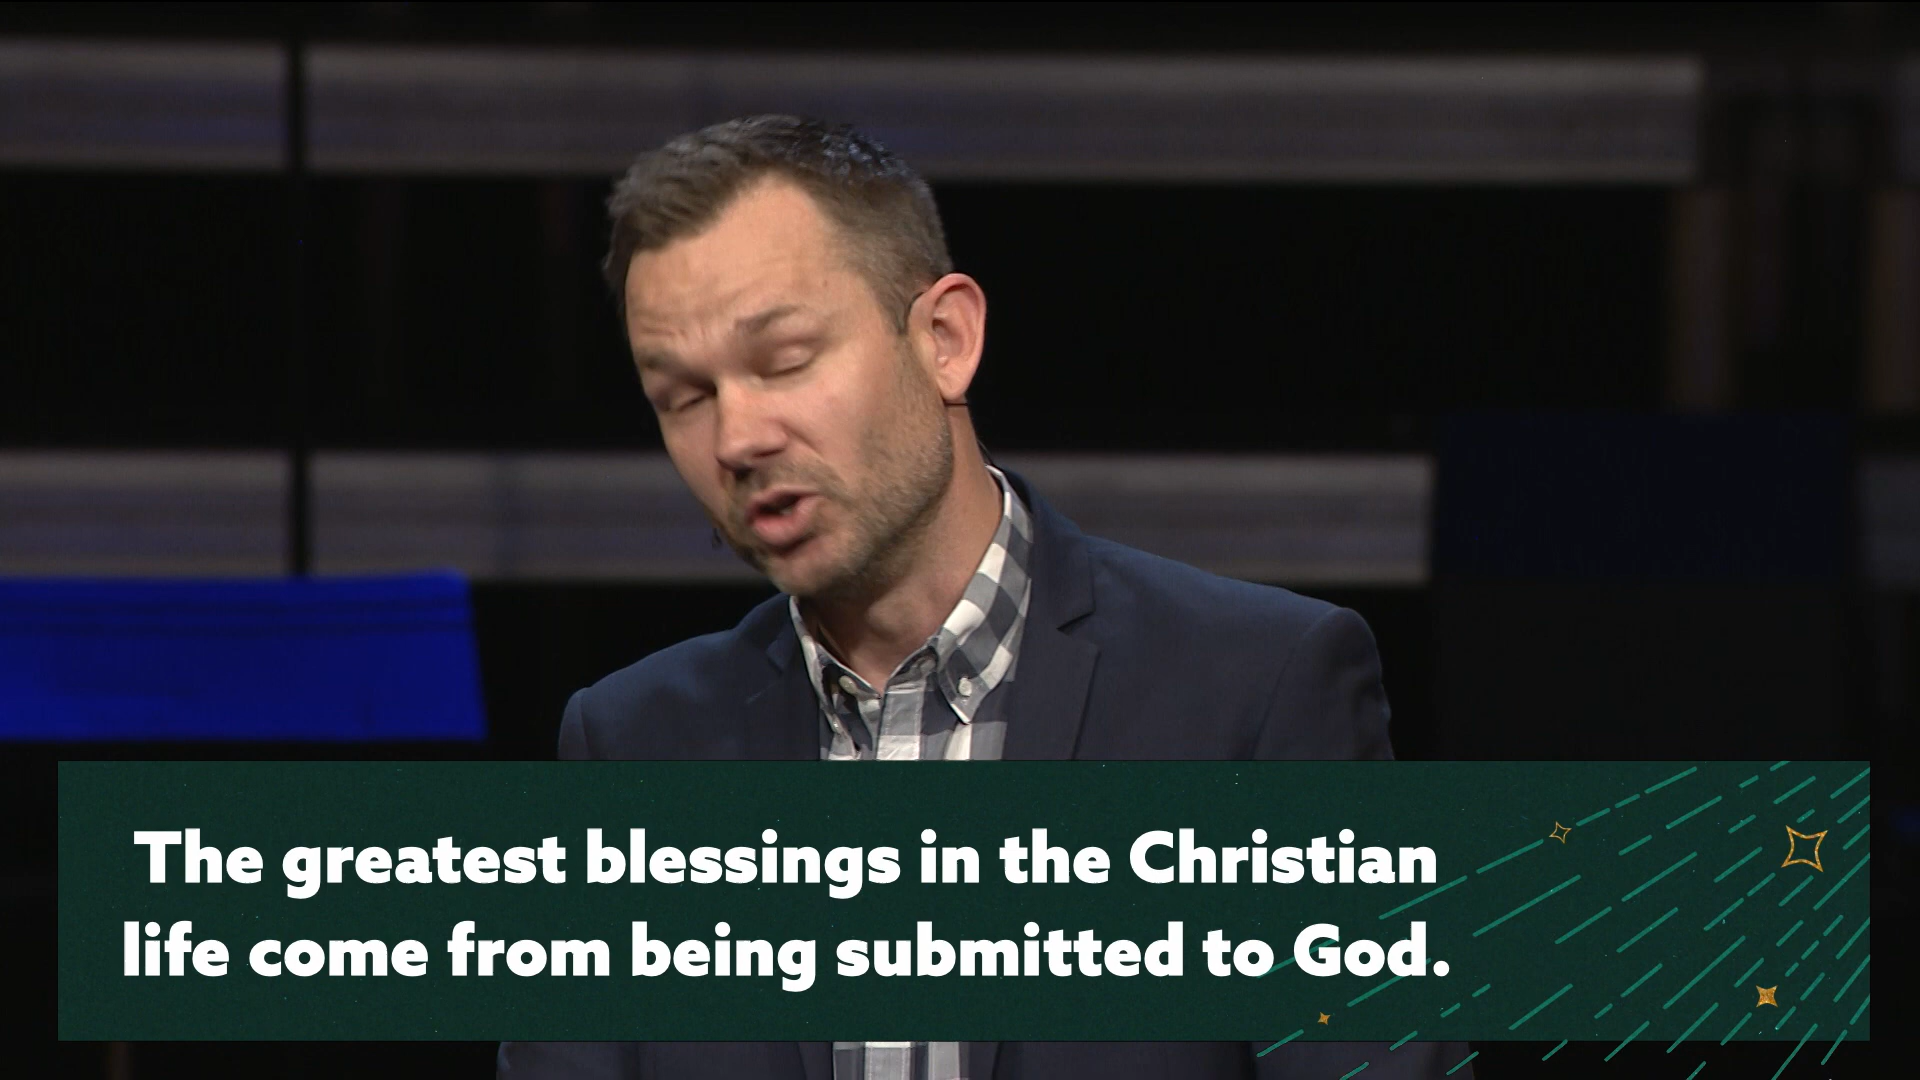 The greatest blessings in the Christian
life come from being submitted to God.